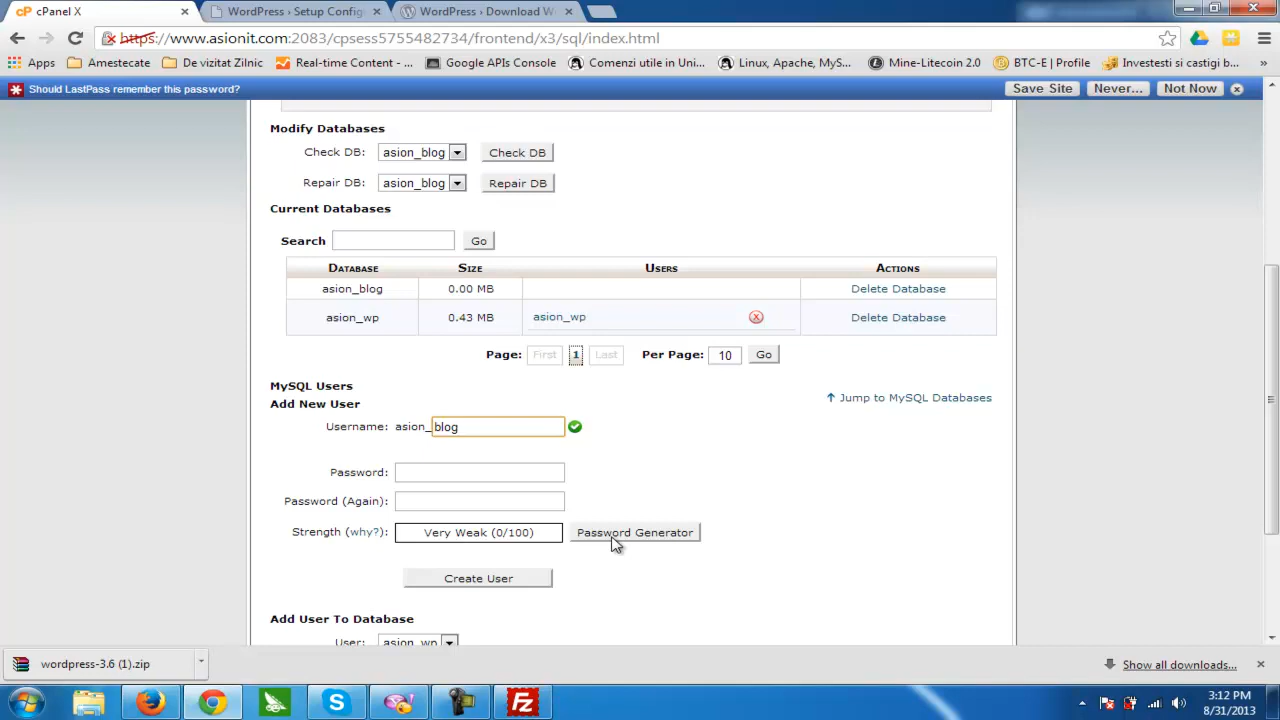 cPanel X
WordPress › Setup Config
WordPress › Download W
https://www.asionit.com:2083/cpsess5755482734/frontend/x3/sql/index.html
Apps Amestecate De vizitat Zilnic Real-time Content - ... Google APIs Console Comenzi utile in Uni... Linux, Apache, MyS... Mine-Litecoin 2.0 BTC-E | Profile Investesti si castigi b... »
Should LastPass remember this password? Save Site Never... Not Now
Modify Databases
Check DB: asion_blog Check DB
Repair DB: asion_blog Repair DB
Current Databases
Search Go
Database Size Users Actions
asion_blog 0.00 MB Delete Database
asion_wp 0.43 MB asion_wp Delete Database
Page: First 1 Last Per Page: 10 Go
MySQL Users
Jump to MySQL Databases
Add New User
Username: asion_blog
Password:
Password (Again):
Strength (why?): Very Weak (0/100) Password Generator
Create User
Add User To Database
User: asion_wp
wordpress-3.6 (1).zip Show all downloads...
3:12 PM
8/31/2013